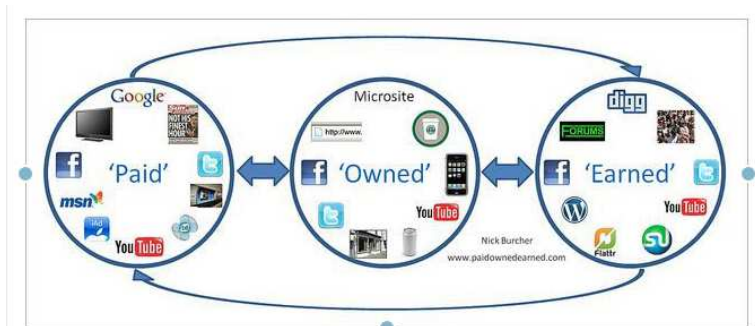 Google
NOT HIS
FINEST
HOUR
'Paid'
msn
iAd
YouTube
Microsite
http://www.
'Owned'
YouTube
Nick Burcher
www.paidownedearned.com
digg
FORUMS
'Earned'
YouTube
Flattr